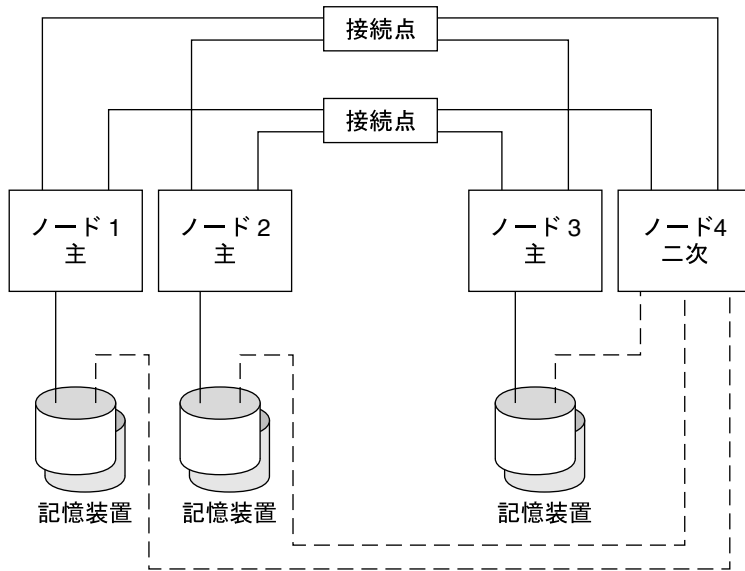 接続点
接続点
ノード 1
主
ノード 2
主
ノード 3
主
ノード4
二次
記憶装置
記憶装置
記憶装置